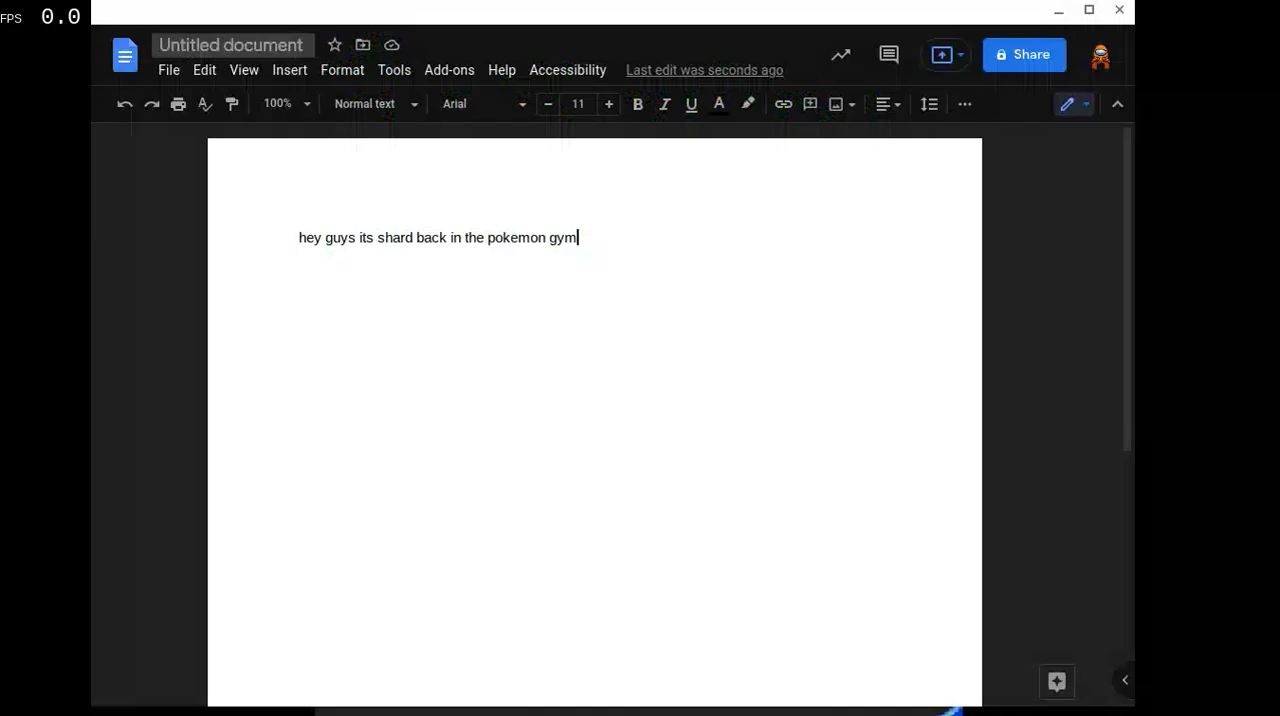 FPS 0.0
Untitled document
File Edit View Insert Format Tools Add-ons Help Accessibility Last edit was seconds ago
Share
100% Normal text Arial 11 B I U A
hey guys its shard back in the pokemon gym